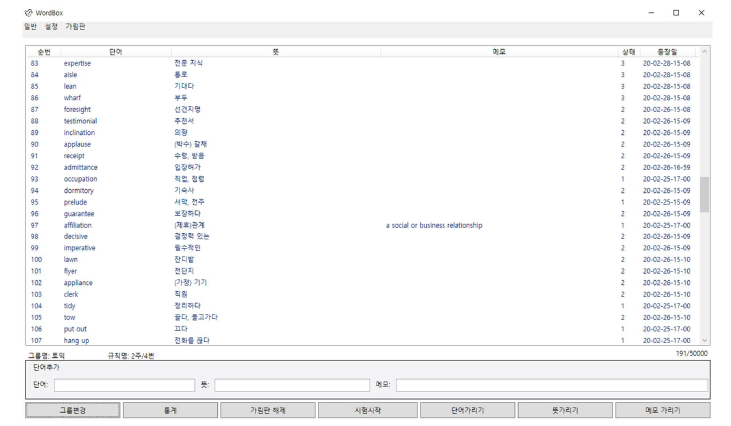 WordBox
일반 설정 가림판
순번 단어 뜻 메모 상태 등장일
83 expertise 전문 지식 3 20-02-28-15-08
84 aisle 통로 3 20-02-28-15-08
85 lean 기대다 3 20-02-28-15-08
86 wharf 부두 3 20-02-28-15-08
87 foresight 선견지명 2 20-02-26-15-08
88 testimonial 추천서 2 20-02-26-15-09
89 inclination 의향 2 20-02-26-15-09
90 applause (박수) 갈채 2 20-02-26-15-09
91 receipt 수령, 받음 2 20-02-26-15-09
92 admittance 입장허가 2 20-02-26-16-59
93 occupation 직업, 점령 1 20-02-25-17-00
94 dormitory 기숙사 2 20-02-26-15-09
95 prelude 서막, 전주 1 20-02-25-15-09
96 guarantee 보장하다 2 20-02-26-15-09
97 affiliation (제휴)관계 a social or business relationship 1 20-02-25-17-00
98 decisive 결정력 있는 2 20-02-26-15-09
99 imperative 필수적인 2 20-02-26-15-09
100 lawn 잔디밭 2 20-02-26-15-10
101 flyer 전단지 2 20-02-26-15-10
102 appliance (가정) 기기 2 20-02-26-15-10
103 clerk 직원 2 20-02-26-15-10
104 tidy 정리하다 1 20-02-25-17-00
105 tow 끌다, 몰고가다 2 20-02-26-15-10
106 put out 끄다 1 20-02-25-17-00
107 hang up 전화를 끊다 1 20-02-25-17-00
그룹명: 토익 규칙명: 2주/4번 191/50000
단어추가
단어: 뜻: 메모:
그룹변경 통계 가림판 해제 시험시작 단어가리기 뜻가리기 메모 가리기